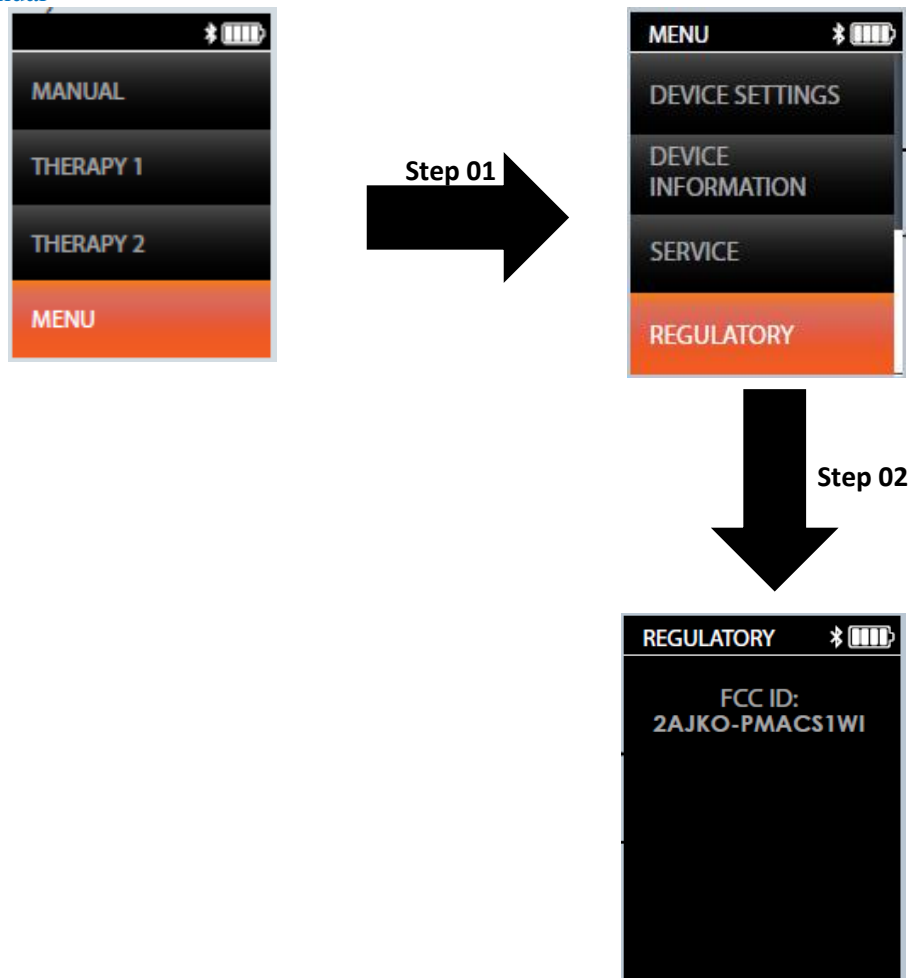 MANUAL
THERAPY 1
THERAPY 2
MENU
Step 01
MENU
DEVICE SETTINGS
DEVICE
INFORMATION
SERVICE
REGULATORY
Step 02
REGULATORY
FCC ID:
2AJKO-PMACS1WI